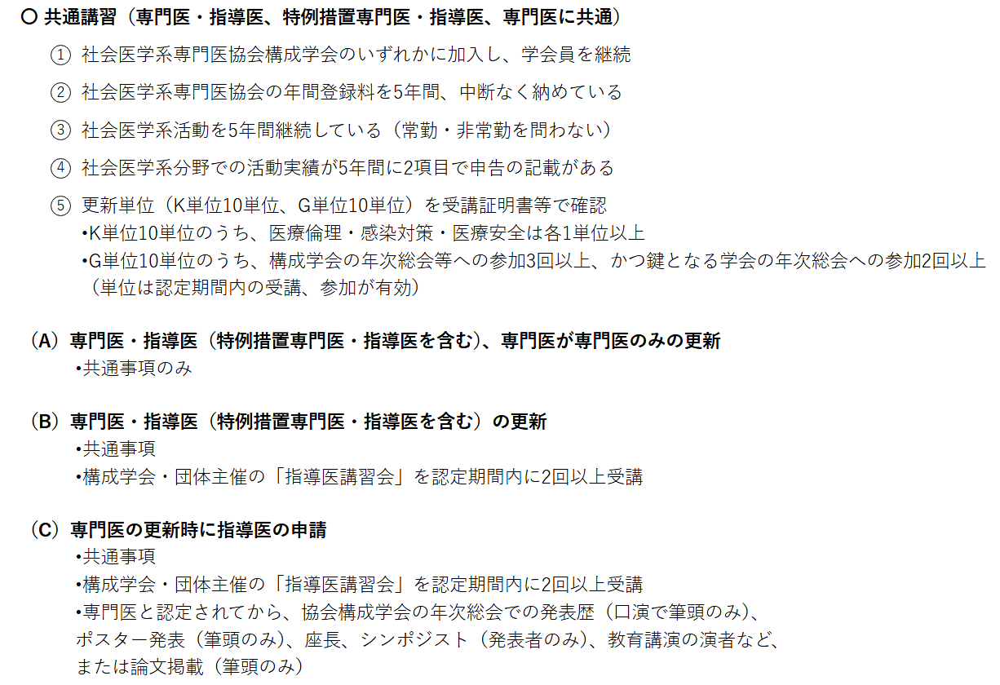 〇 共通講習（専門医・指導医、特例措置専門医・指導医、専門医に共通）
① 社会医学系専門医協会構成学会のいずれかに加入し、学会員を継続
② 社会医学系専門医協会の年間登録料を5年間、中断なく納めている
③ 社会医学系活動を5年間継続している（常勤・非常勤を問わない）
④ 社会医学系分野での活動実績が5年間に2項目で申告の記載がある
⑤ 更新単位（K単位10単位、G単位10単位）を受講証明書等で確認
•K単位10単位のうち、医療倫理・感染対策・医療安全は各1単位以上
•G単位10単位のうち、構成学会の年次総会等への参加3回以上、かつ鍵となる学会の年次総会への参加2回以上
（単位は認定期間内の受講、参加が有効）
（A）専門医・指導医（特例措置専門医・指導医を含む）、専門医が専門医のみの更新
•共通事項のみ
（B）専門医・指導医（特例措置専門医・指導医を含む）の更新
•共通事項
•構成学会・団体主催の「指導医講習会」を認定期間内に2回以上受講
（C）専門医の更新時に指導医の申請
•共通事項
•構成学会・団体主催の「指導医講習会」を認定期間内に2回以上受講
•専門医と認定されてから、協会構成学会の年次総会での発表歴（口演で筆頭のみ）、
ポスター発表（筆頭のみ）、座長、シンポジスト（発表者のみ）、教育講演の演者など、
または論文掲載（筆頭のみ）